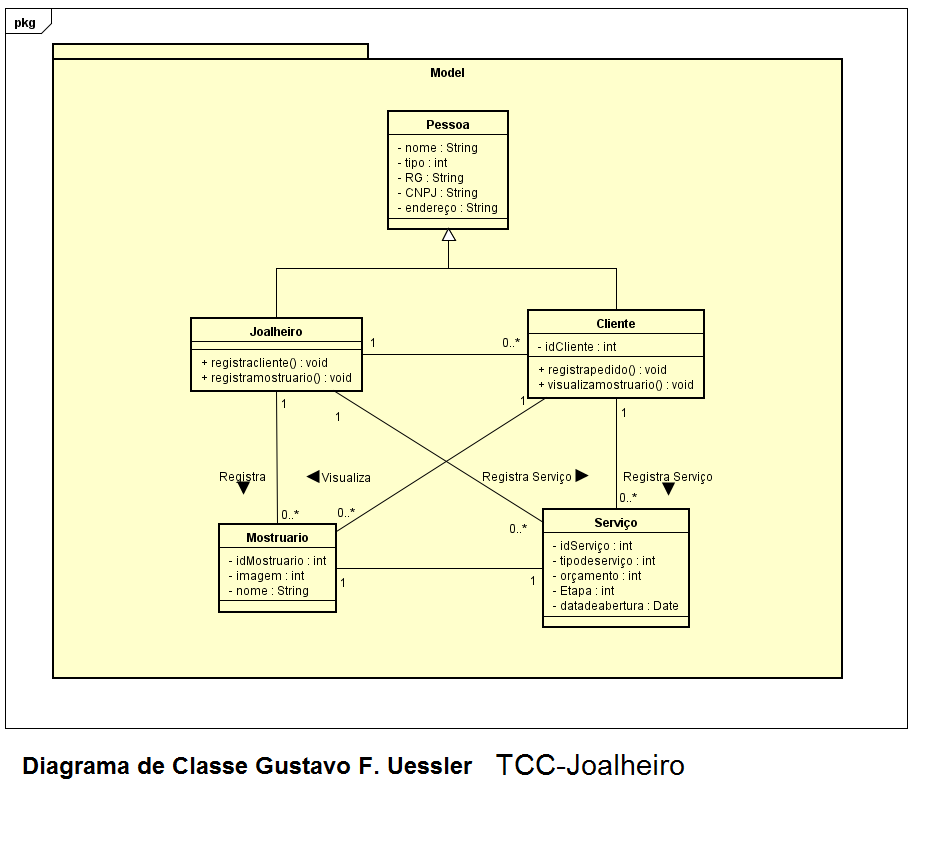 pkg
Model
Pessoa
- nome : String
- tipo : int
- RG : String
- CNPJ : String
- endereço : String
Joalheiro
+ registracliente() : void
+ registramostruario() : void
Cliente
- idCliente : int
+ registrapedido() : void
+ visualizamostruario() : void
1
0..*
1
1
1
1
Registra
Visualiza
Registra Serviço
Registra Serviço
0..*
0..*
0..*
0..*
Mostruario
- idMostruario : int
- imagem : int
- nome : String
1
1
Serviço
- idServiço : int
- tipodeserviço : int
- orçamento : int
- Etapa : int
- datadeabertura : Date
Diagrama de Classe Gustavo F. Uessler TCC-Joalheiro